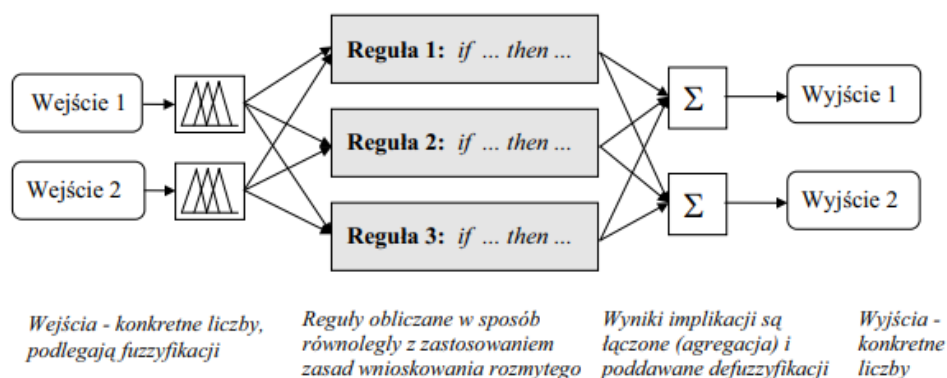 Reguła 1: if ... then ...
Wejście 1
Σ
Wyjście 1
Reguła 2: if ... then ...
Wejście 2
Σ
Wyjście 2
Reguła 3: if ... then ...
Wejścia - konkretne liczby,
podlegają fuzzyfikacji
Reguły obliczane w sposób
równoległy z zastosowaniem
zasad wnioskowania rozmytego
Wyniki implikacji są
łączone (agregacja) i
poddawane defuzzyfikacji
Wyjścia -
konkretne
liczby